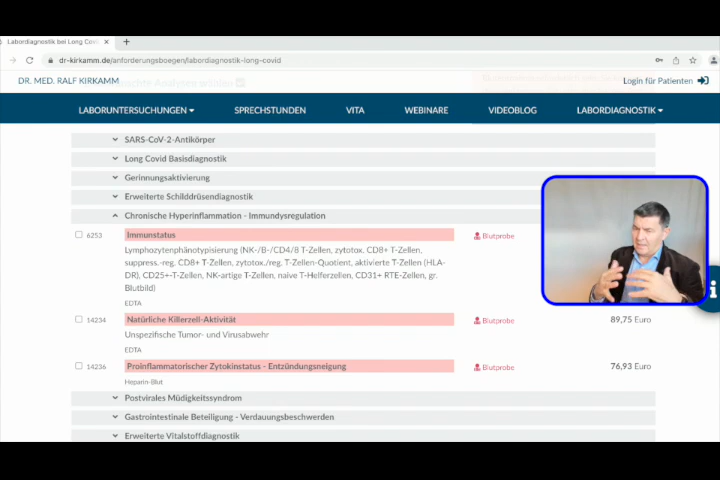 Labordiagnostik bei Long Covi
dr-kirkamm.de/anforderungsboegen/labordiagnostik-long-covid
DR. MED. RALF KIRKAMM
Login für Patienten
LABORUNTERSUCHUNGEN SPRECHSTUNDEN VITA WEBINARE VIDEOBLOG LABORDIAGNOSTIK
SARS-CoV-2-Antikörper
Long Covid Basisdiagnostik
Gerinnungsaktivierung
Erweiterte Schilddrüsendiagnostik
Chronische Hyperinflammation - Immundysregulation
6253 Immunstatus Blutprobe
Lymphozytenphänotypisierung (NK-/B-/CD4/8 T-Zellen, zytotox. CD8+ T-Zellen,
suppress.-reg. CD8+ T-Zellen, zytotox./reg. T-Zellen-Quotient, aktivierte T-Zellen (HLA-
DR), CD25+-T-Zellen, NK-artige T-Zellen, naive T-Helferzellen, CD31+ RTE-Zellen, gr.
Blutbild)
EDTA
14234 Natürliche Killerzell-Aktivität Blutprobe 89,75 Euro
Unspezifische Tumor- und Virusabwehr
EDTA
14236 Proinflammatorischer Zytokinstatus - Entzündungsneigung Blutprobe 76,93 Euro
Heparin-Blut
Postvirales Müdigkeitssyndrom
Gastrointestinale Beteiligung - Verdauungsbeschwerden
Erweiterte Vitalstoffdiagnostik